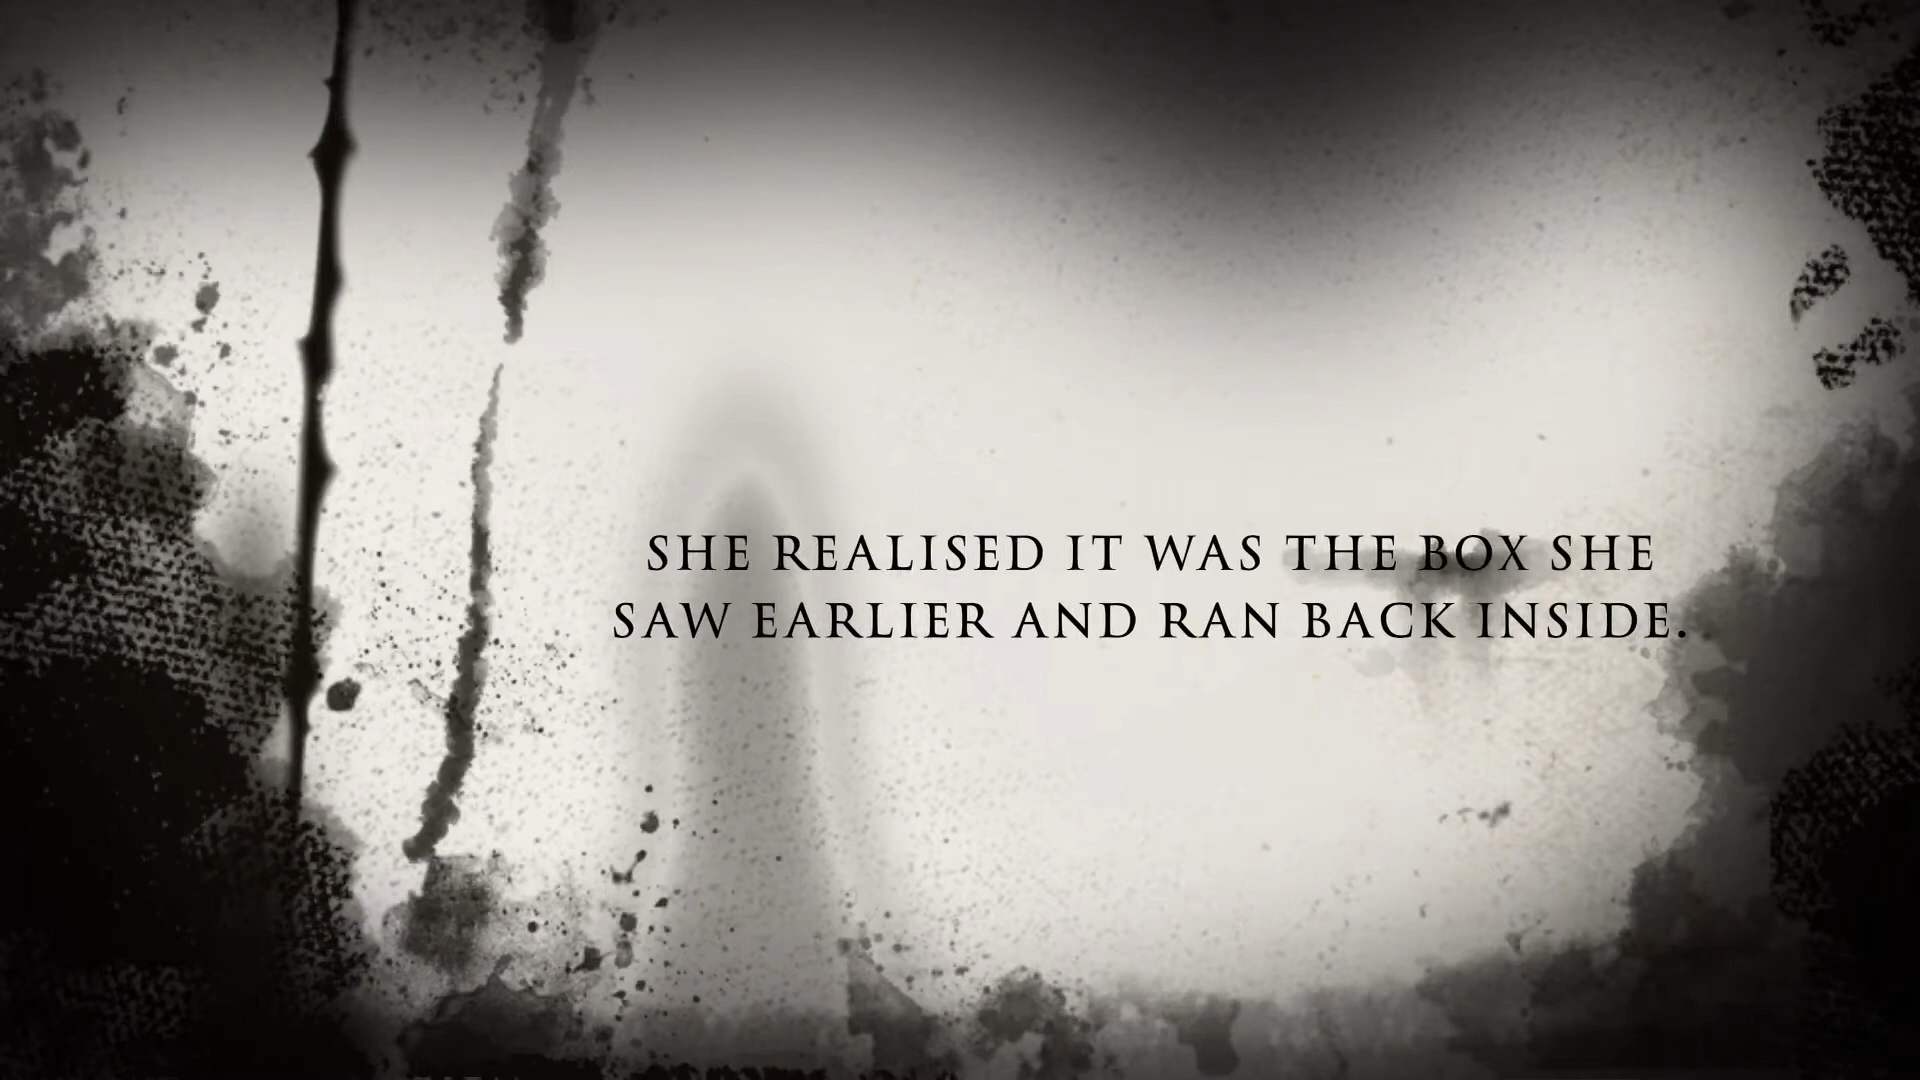 SHE REALISED IT WAS THE BOX SHE
SAW EARLIER AND RAN BACK INSIDE.